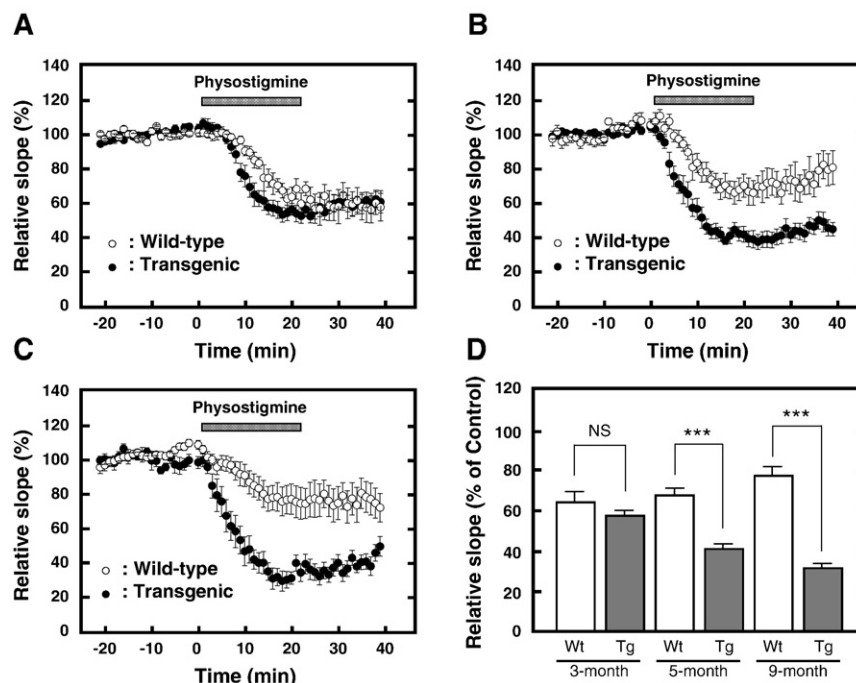 A
140
120
100
80
60
40
20
0
Relative slope (%)
Physostigmine
○ : Wild-type
● : Transgenic
-20 -10 0 10 20 30 40
Time (min)
B
140
120
100
80
60
40
20
0
Relative slope (%)
Physostigmine
○ : Wild-type
● : Transgenic
-20 -10 0 10 20 30 40
Time (min)
C
140
120
100
80
60
40
20
0
Relative slope (%)
Physostigmine
○ : Wild-type
● : Transgenic
-20 -10 0 10 20 30 40
Time (min)
D
120
100
80
60
40
20
0
Relative slope (% of Control)
NS
***
***
Wt Tg Wt Tg Wt Tg
3-month 5-month 9-month